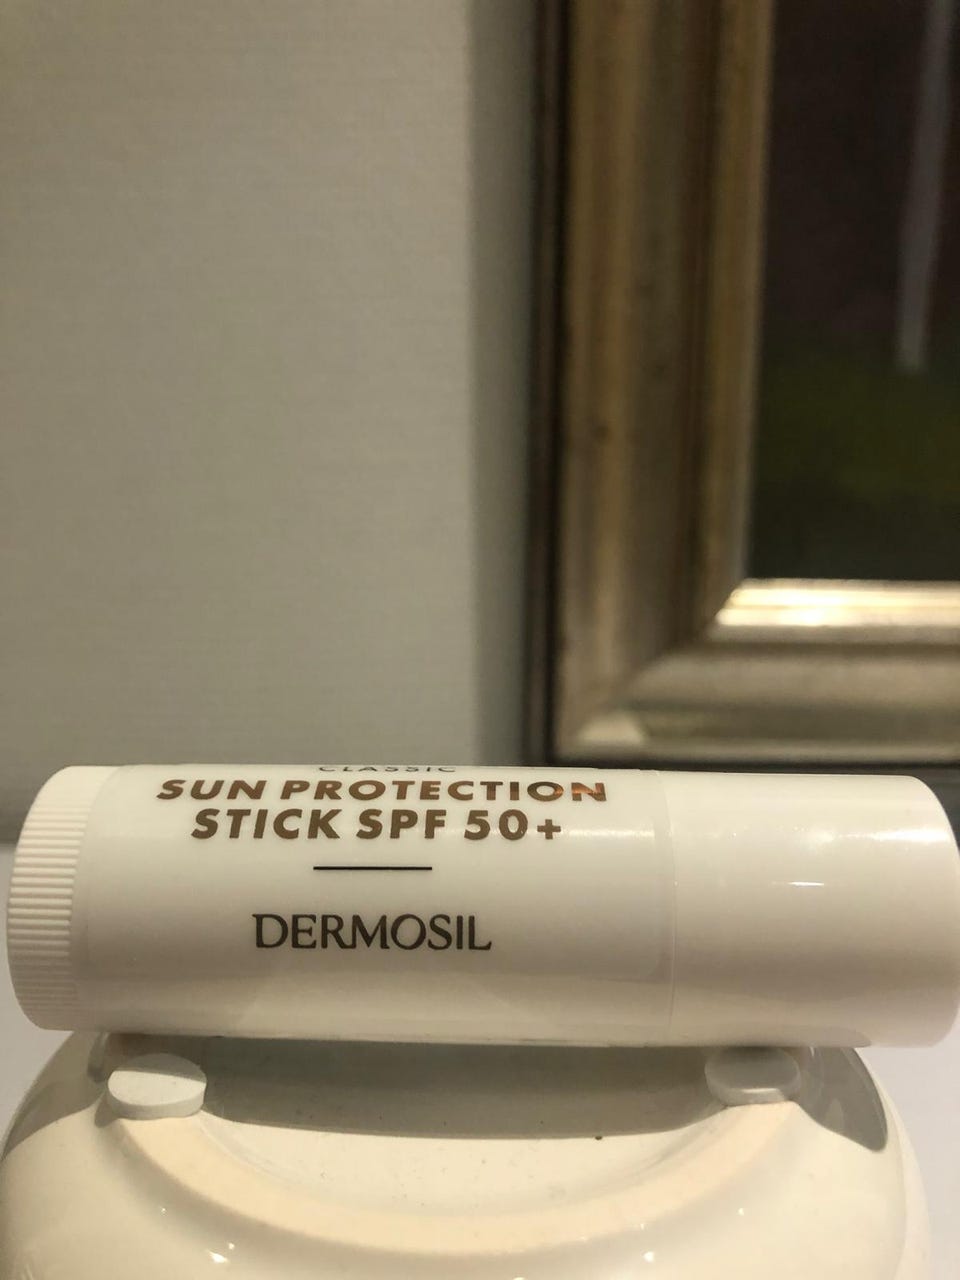 CLASSIC
SUN PROTECTION
STICK SPF 50+
DERMOSIL